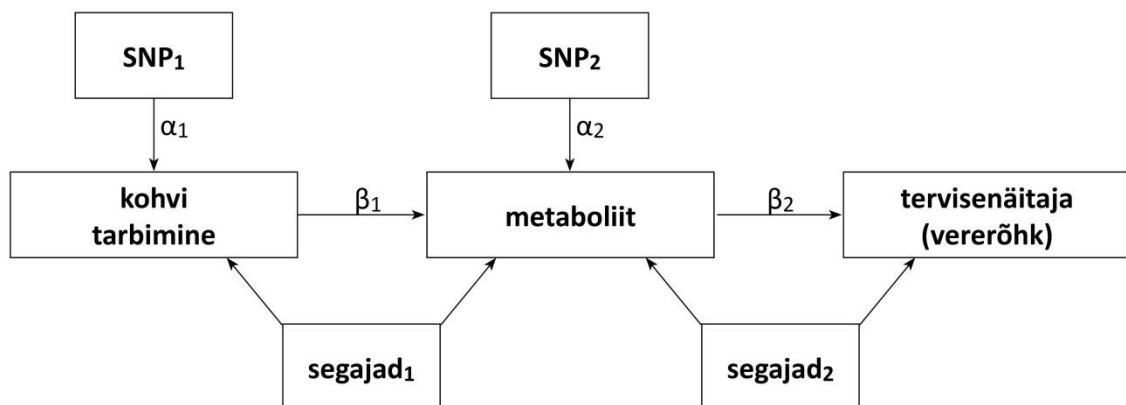 SNP₁
SNP₂
α₁
α₂
kohvi
tarbimine
β₁
metaboliit
β₂
tervisenäitaja
(vererõhk)
segajad₁
segajad₂